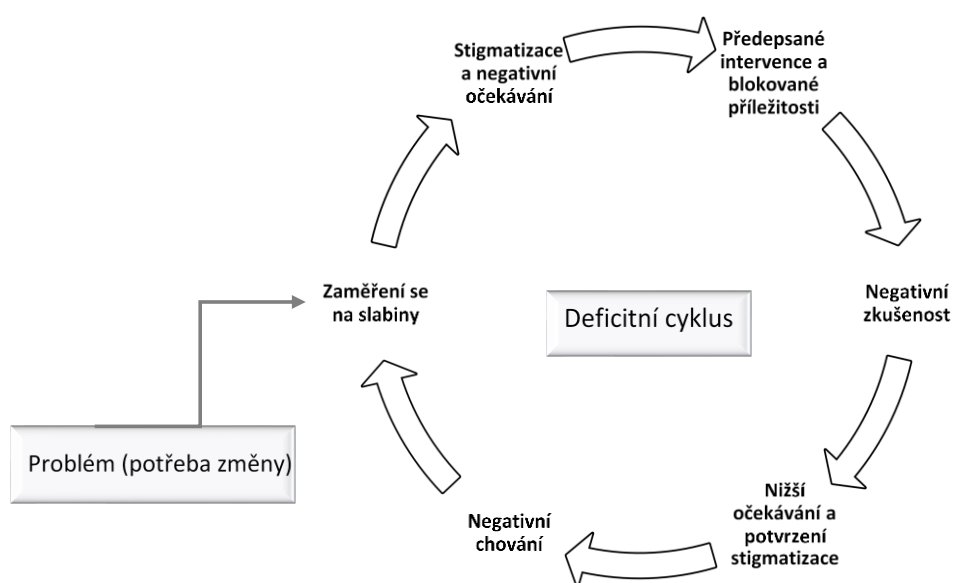 Stigmatizace
a negativní
očekávání
Předepsané
intervence a
blokované
příležitosti
Zaměření se
na slabiny
Deficitní cyklus
Negativní
zkušenost
Problém (potřeba změny)
Negativní
chování
Nižší
očekávání a
potvrzení
stigmatizace